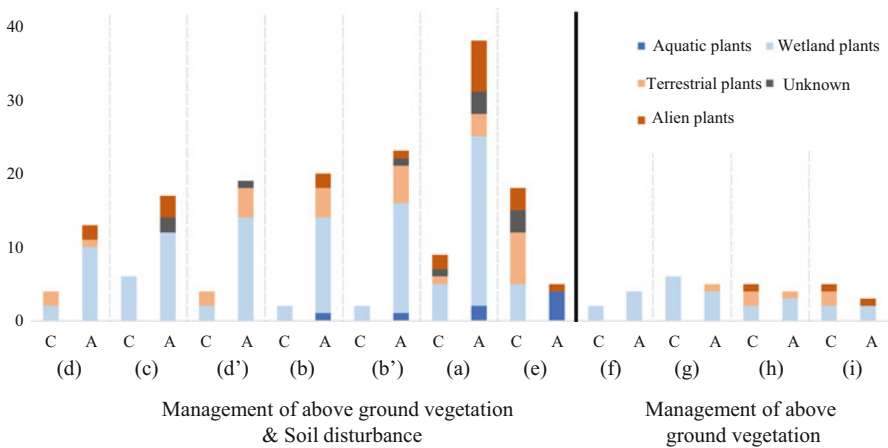 40
30
20
10
0
Aquatic plants
Wetland plants
Terrestrial plants
Unknown
Alien plants
C A C A C A C A C A C A C A C A C A C A C A
(d) (c) (d’) (b) (b’) (a) (e) (f) (g) (h) (i)
Management of above ground vegetation
& Soil disturbance
Management of above
ground vegetation